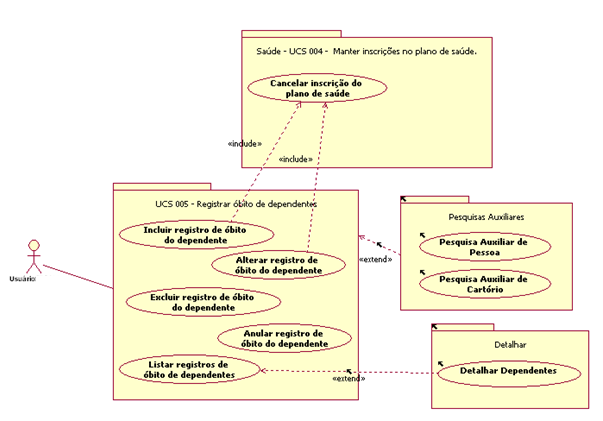 Saúde - UCS 004 - Manter inscrições no plano de saúde.
Cancelar inscrição do
plano de saúde
«include»
«include»
UCS 005 - Registrar óbito de dependentes
Incluir registro de óbito
do dependente
Alterar registro de
óbito do dependente
Excluir registro de óbito
do dependente
Anular registro de
óbito do dependente
Listar registros de
óbito de dependentes
Usuário
Pesquisas Auxiliares
«extend»
Pesquisa Auxiliar de
Pessoa
Pesquisa Auxiliar de
Cartório
Detalhar
Detalhar Dependentes
«extend»